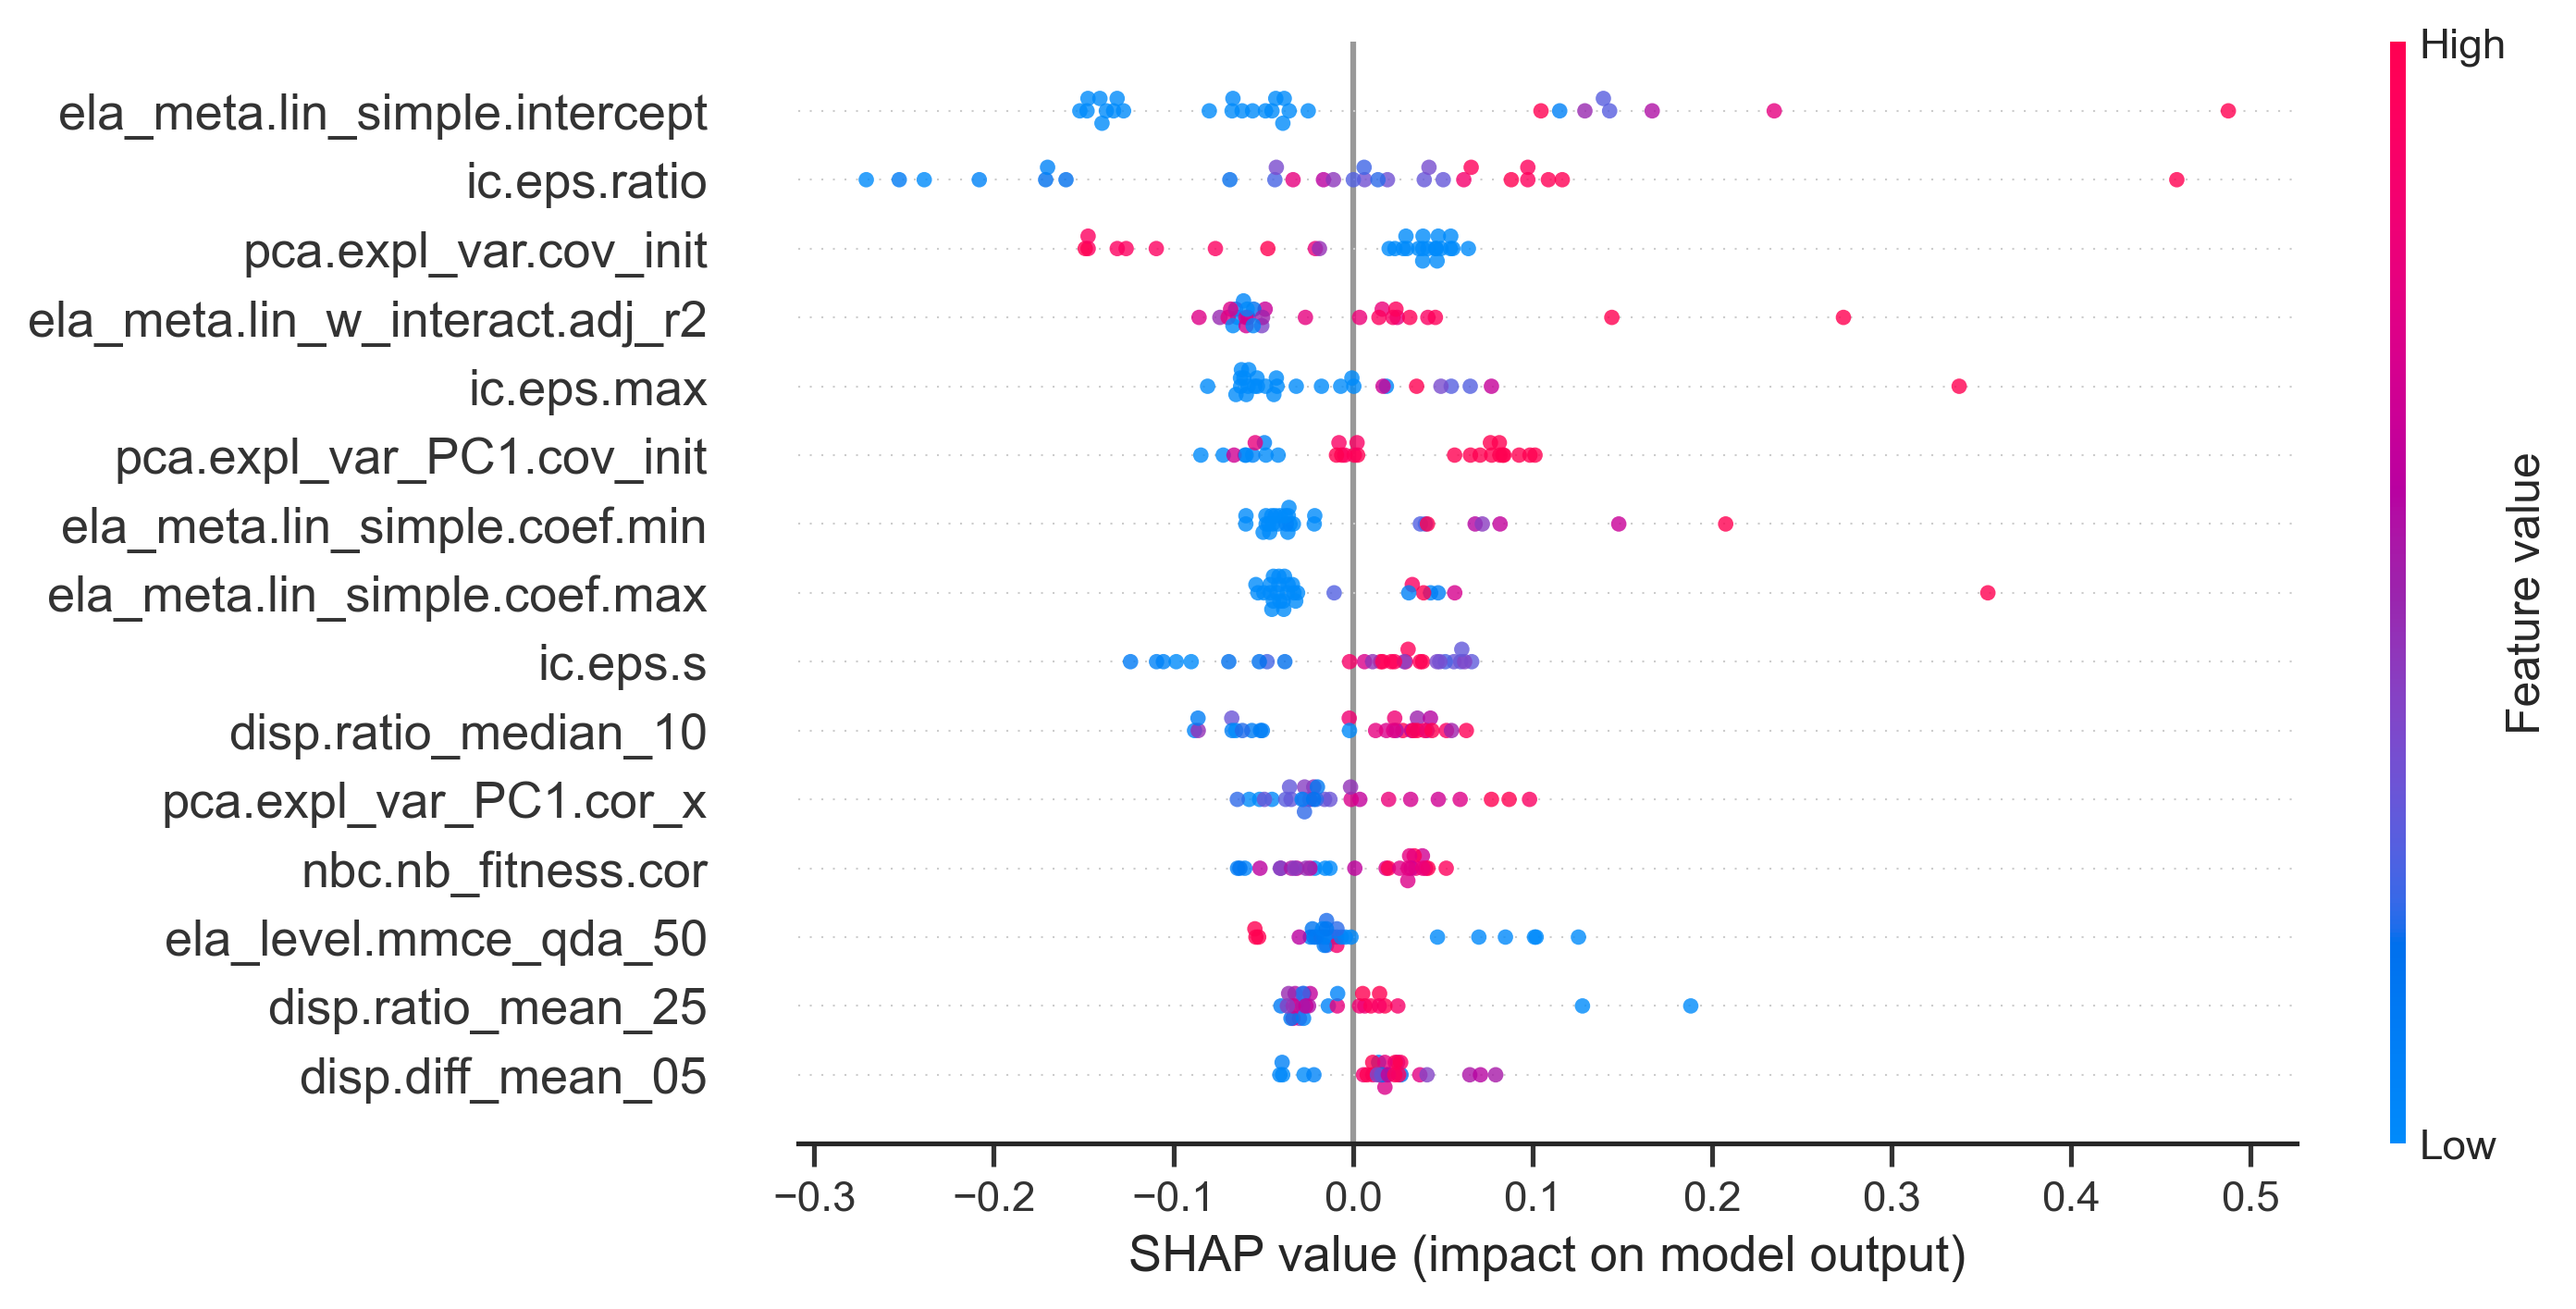 High
ela_meta.lin_simple.intercept
ic.eps.ratio
pca.expl_var.cov_init
ela_meta.lin_w_interact.adj_r2
ic.eps.max
pca.expl_var_PC1.cov_init
ela_meta.lin_simple.coef.min
ela_meta.lin_simple.coef.max
ic.eps.s
disp.ratio_median_10
pca.expl_var_PC1.cor_x
nbc.nb_fitness.cor
ela_level.mmce_qda_50
disp.ratio_mean_25
disp.diff_mean_05
Feature value
Low
−0.3 −0.2 −0.1 0.0 0.1 0.2 0.3 0.4 0.5
SHAP value (impact on model output)